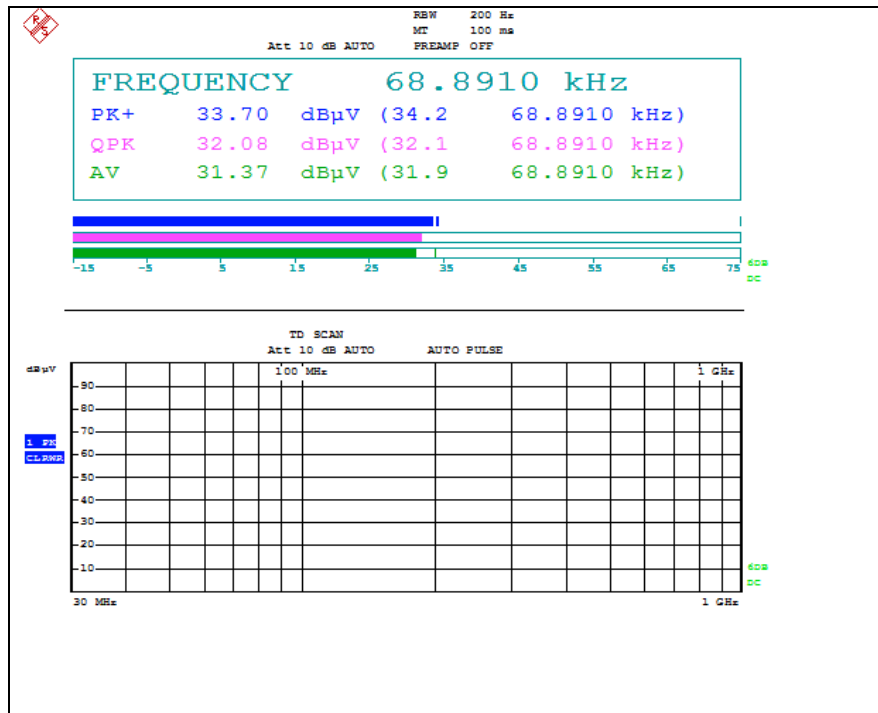 R
S
RBW 200 Hz
MT 100 ms
Att 10 dB AUTO PREAMP OFF
FREQUENCY 68.8910 kHz
PK+ 33.70 dBµV (34.2 68.8910 kHz)
QPK 32.08 dBµV (32.1 68.8910 kHz)
AV 31.37 dBµV (31.9 68.8910 kHz)
-15 -5 5 15 25 35 45 55 65 75
6DB
DC
TD SCAN
Att 10 dB AUTO AUTO PULSE
dBµV
100 MHz 1 GHz
90
80
70
1 PK
CLRWR
60
50
40
30
20
10
6DB
DC
30 MHz 1 GHz